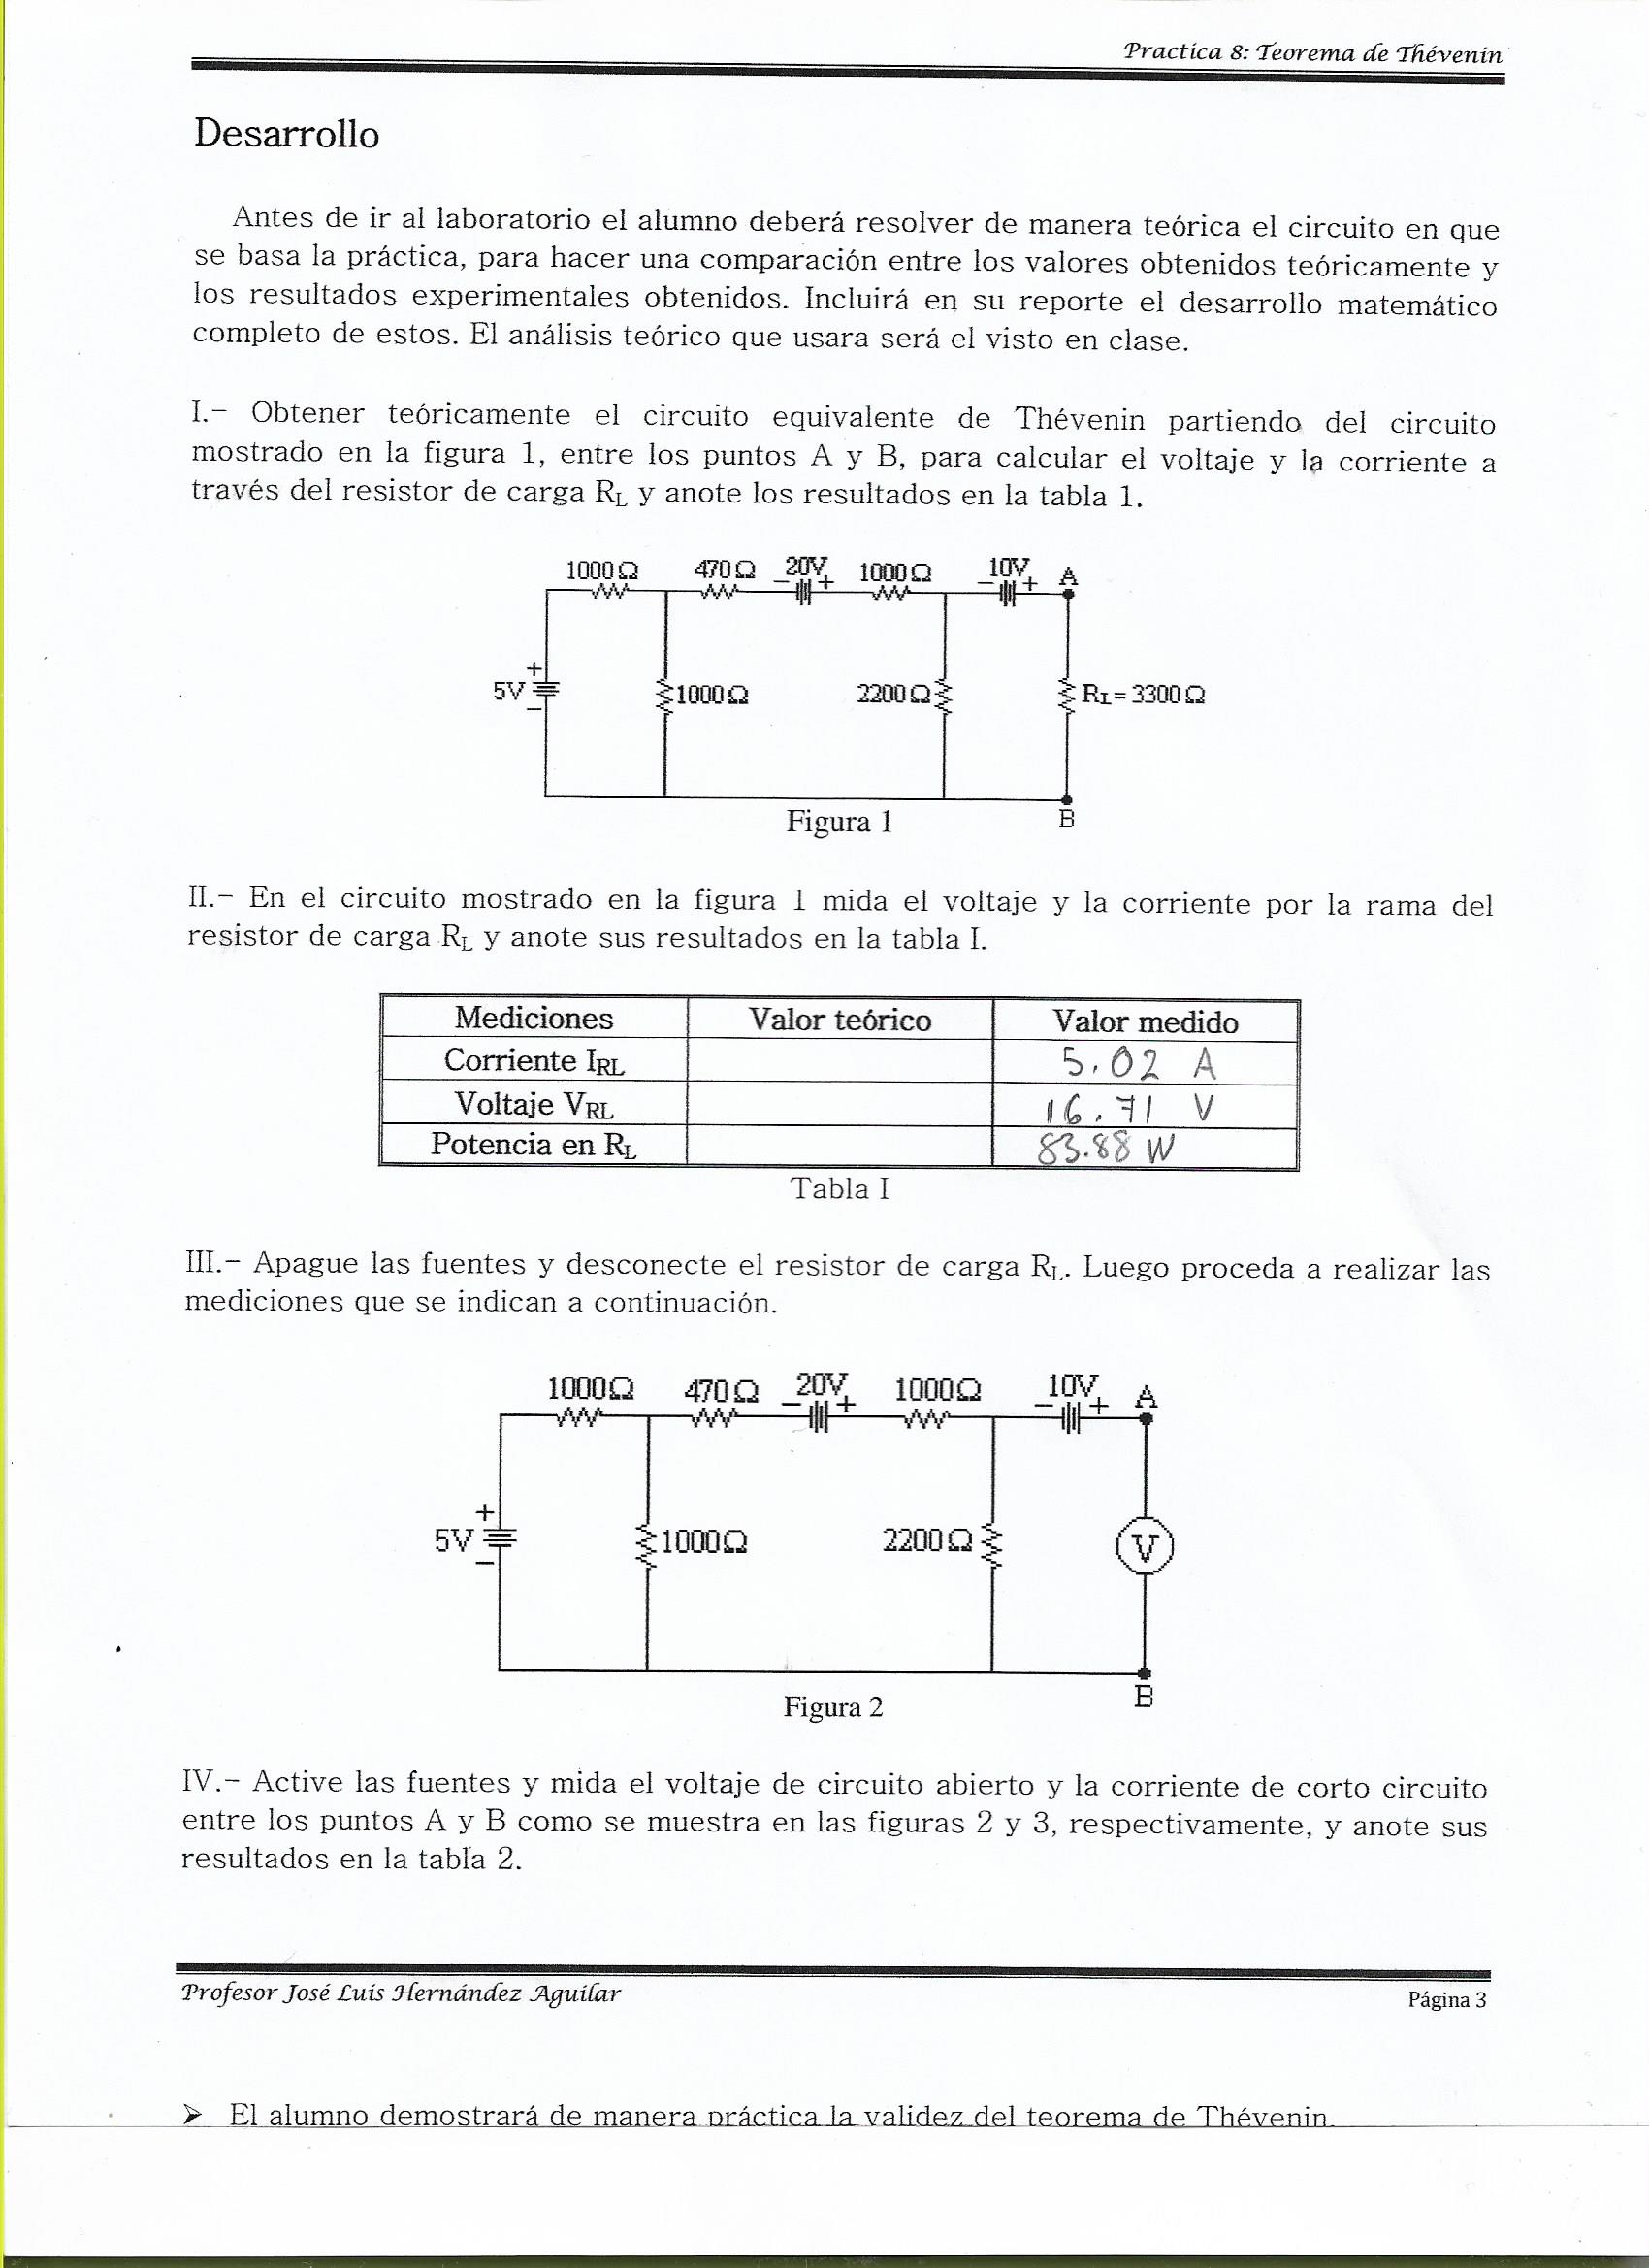 Practica 8: Teorema de Thévenin
Desarrollo
Antes de ir al laboratorio el alumno deberá resolver de manera teórica el circuito en que
se basa la práctica, para hacer una comparación entre los valores obtenidos teóricamente y
los resultados experimentales obtenidos. Incluirá en su reporte el desarrollo matemático
completo de estos. El análisis teórico que usara será el visto en clase.
I.- Obtener teóricamente el circuito equivalente de Thévenin partiendo del circuito
mostrado en la figura 1, entre los puntos A y B, para calcular el voltaje y la corriente a
través del resistor de carga RL y anote los resultados en la tabla 1.
1000Ω 470Ω 20V 1000Ω 10V A
- + - +
+
5V 1000Ω 2200Ω RL=3300Ω
-
Figura 1 B
II.- En el circuito mostrado en la figura 1 mida el voltaje y la corriente por la rama del
resistor de carga RL y anote sus resultados en la tabla I.
Mediciones Valor teórico Valor medido
Corriente IRL 5.02 A
Voltaje VRL 16.71 V
Potencia en RL 83.88 W
Tabla I
III.- Apague las fuentes y desconecte el resistor de carga RL. Luego proceda a realizar las
mediciones que se indican a continuación.
1000Ω 470Ω 20V 1000Ω 10V A
- + - +
+
5V 1000Ω 2200Ω V
-
Figura 2 B
IV.- Active las fuentes y mida el voltaje de circuito abierto y la corriente de corto circuito
entre los puntos A y B como se muestra en las figuras 2 y 3, respectivamente, y anote sus
resultados en la tabla 2.
Profesor José Luis Hernández Aguilar Página 3
➢ El alumno demostrará de manera práctica la validez del teorema de Thévenin.